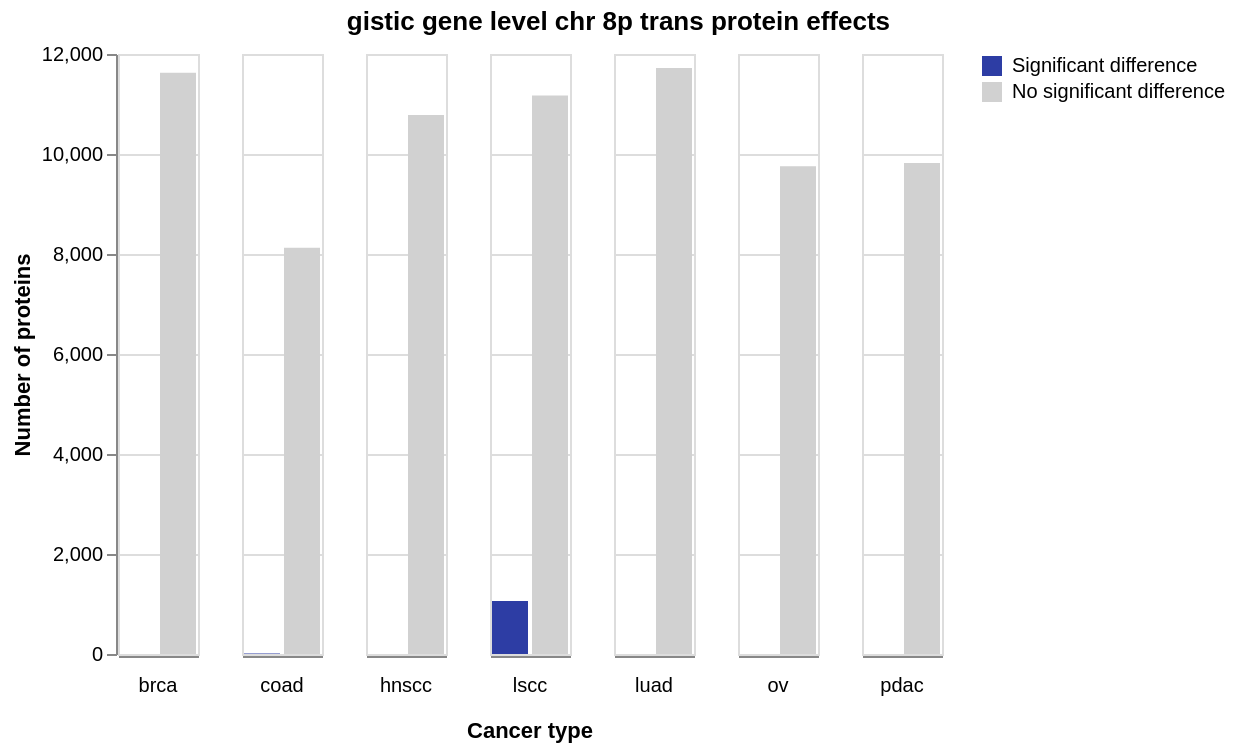 gistic gene level chr 8p trans protein effects
12,000
10,000
8,000
6,000
4,000
2,000
0
Number of proteins
Significant difference
No significant difference
brca
coad
hnscc
lscc
luad
ov
pdac
Cancer type